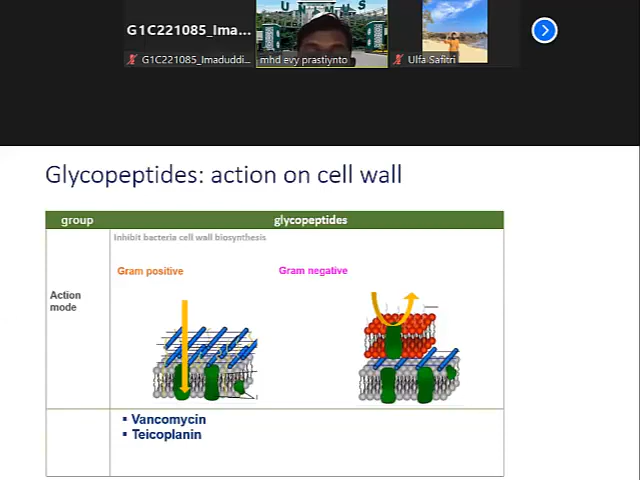 G1C221085_Ima...
UNIMUS
G1C221085_Imaduddi...
mhd evy prastiynto
Ulfa Safitri
Glycopeptides: action on cell wall
group
glycopeptides
Inhibit bacteria cell wall biosynthesis
Gram positive
Gram negative
Action
mode
▪ Vancomycin
▪ Teicoplanin